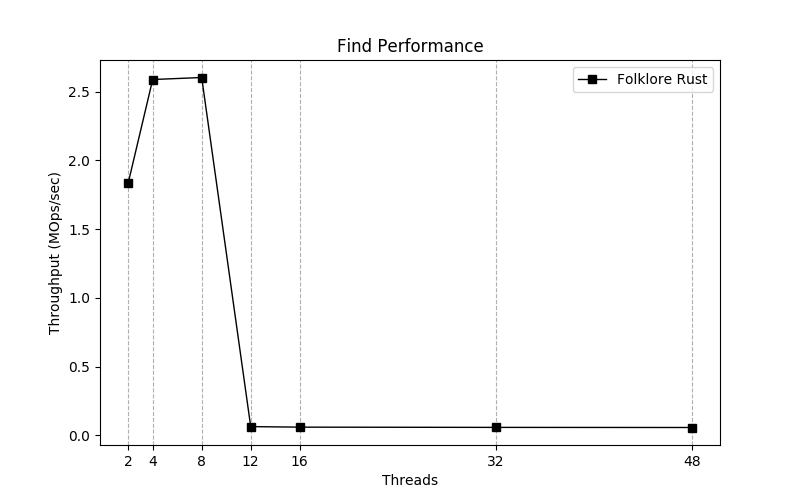 Find Performance
Folklore Rust
Throughput (MOps/sec)
2.5
2.0
1.5
1.0
0.5
0.0
2 4 8 12 16 32 48
Threads